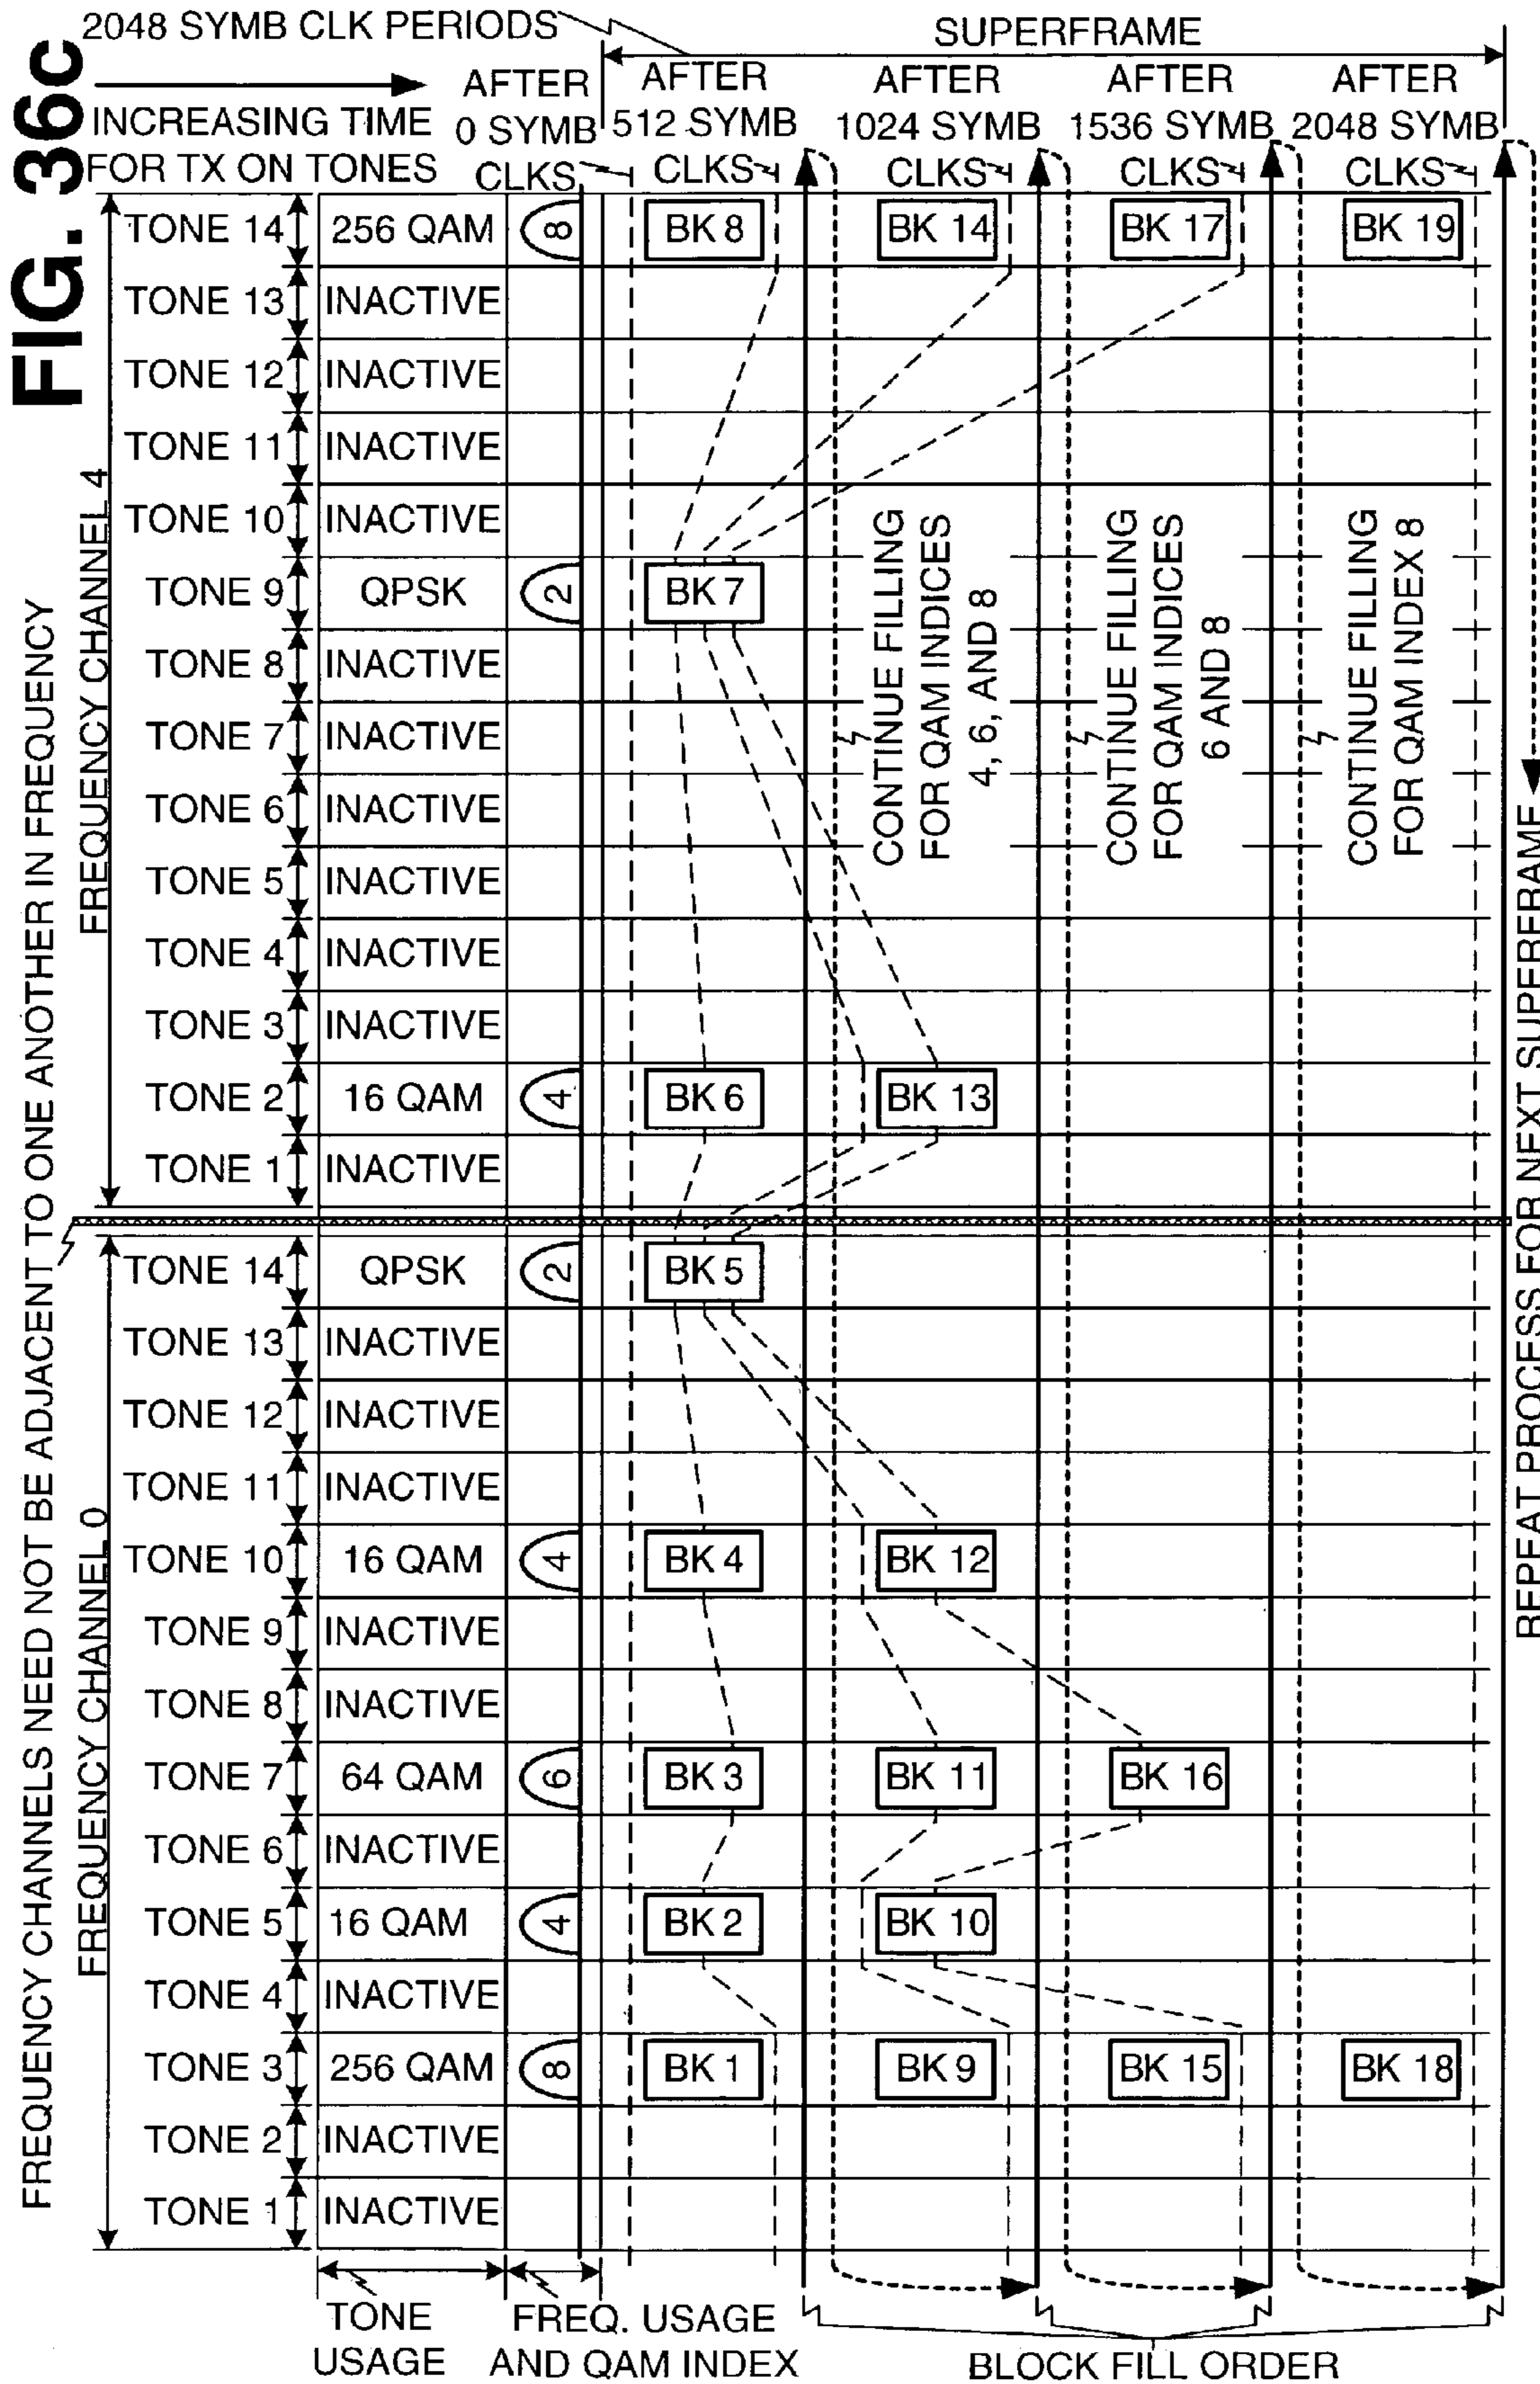 FIG. 36c
2048 SYMB CLK PERIODS
SUPERFRAME
INCREASING TIME
FOR TX ON TONES
AFTER
0 SYMB
CLKS
AFTER
512 SYMB
CLKS
AFTER
1024 SYMB
CLKS
AFTER
1536 SYMB
CLKS
AFTER
2048 SYMB
CLKS
FREQUENCY CHANNELS NEED NOT BE ADJACENT TO ONE ANOTHER IN FREQUENCY
FREQUENCY CHANNEL 4
TONE 14 256 QAM 8 BK 8 BK 14 BK 17 BK 19
TONE 13 INACTIVE
TONE 12 INACTIVE
TONE 11 INACTIVE
TONE 10 INACTIVE
TONE 9 QPSK 2 BK 7
TONE 8 INACTIVE
TONE 7 INACTIVE
TONE 6 INACTIVE
TONE 5 INACTIVE
TONE 4 INACTIVE
TONE 3 INACTIVE
TONE 2 16 QAM 4 BK 6 BK 13
TONE 1 INACTIVE
CONTINUE FILLING
FOR QAM INDICES
4, 6, AND 8
CONTINUE FILLING
FOR QAM INDICES
6 AND 8
CONTINUE FILLING
FOR QAM INDEX 8
REPEAT PROCESS FOR NEXT SUPERFRAME
FREQUENCY CHANNEL 0
TONE 14 QPSK 2 BK 5
TONE 13 INACTIVE
TONE 12 INACTIVE
TONE 11 INACTIVE
TONE 10 16 QAM 4 BK 4 BK 12
TONE 9 INACTIVE
TONE 8 INACTIVE
TONE 7 64 QAM 6 BK 3 BK 11 BK 16
TONE 6 INACTIVE
TONE 5 16 QAM 4 BK 2 BK 10
TONE 4 INACTIVE
TONE 3 256 QAM 8 BK 1 BK 9 BK 15 BK 18
TONE 2 INACTIVE
TONE 1 INACTIVE
TONE
USAGE
FREQ. USAGE
AND QAM INDEX
BLOCK FILL ORDER